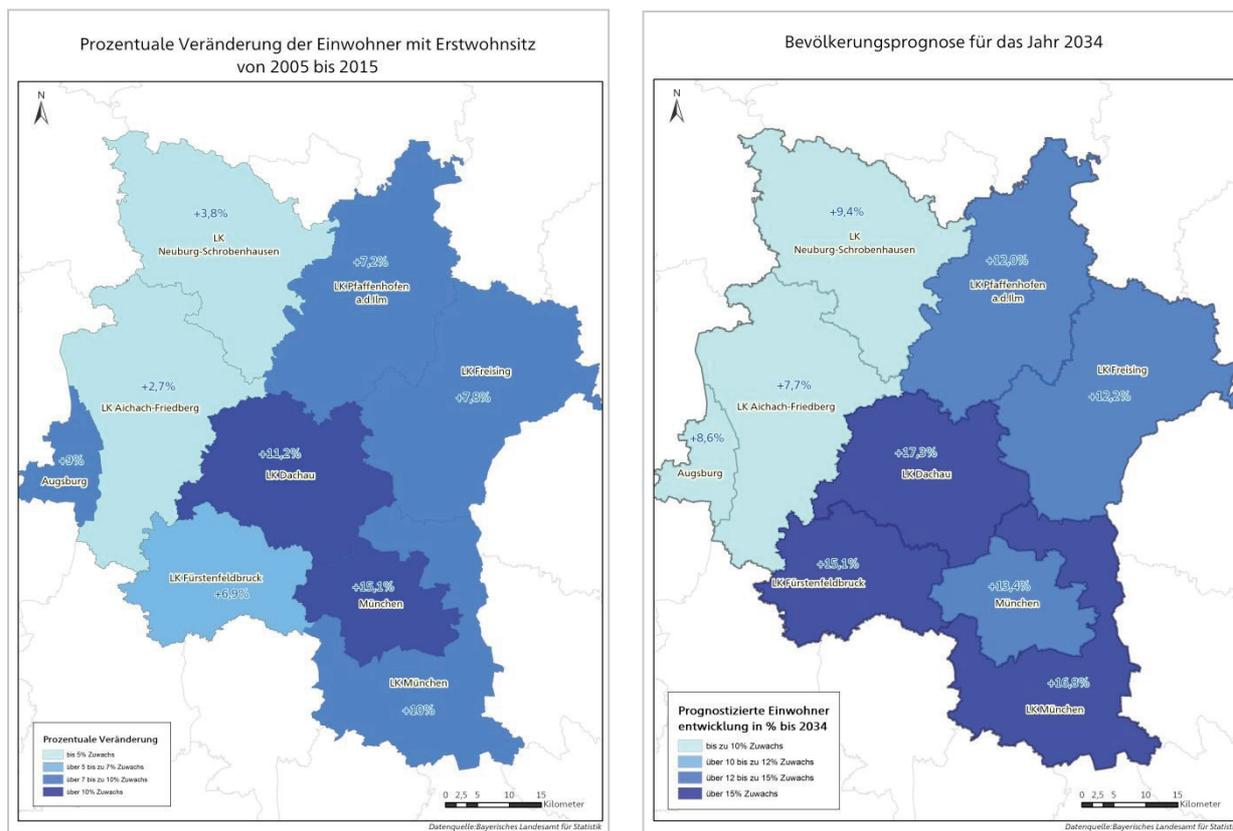 Prozentuale Veränderung der Einwohner mit Erstwohnsitz
von 2005 bis 2015
N
+3,8%
LK
Neuburg-Schrobenhausen
+7,2%
LK Pfaffenhofen
a.d.Ilm
LK Freising
+7,8%
+2,7%
LK Aichach-Friedberg
+9%
Augsburg
+11,2%
LK Dachau
LK Fürstenfeldbruck
+6,9%
+15,1%
München
LK München
+10%
Prozentuale Veränderung
bis 5% Zuwachs
über 5 bis zu 7% Zuwachs
über 7 bis zu 10% Zuwachs
über 10% Zuwachs
0 2,5 5 10 15
Kilometer
Datenquelle:Bayerisches Landesamt für Statistik
Bevölkerungsprognose für das Jahr 2034
N
+9,4%
LK
Neuburg-Schrobenhausen
+12,0%
LK Pfaffenhofen
a.d.Ilm
LK Freising
+12,2%
+7,7%
LK Aichach-Friedberg
+8,6%
Augsburg
+17,3%
LK Dachau
+15,1%
LK Fürstenfeldbruck
+13,4%
München
+16,8%
LK München
Prognostizierte Einwohner
entwicklung in % bis 2034
bis zu 10% Zuwachs
über 10 bis zu 12% Zuwachs
über 12 bis zu 15% Zuwachs
über 15% Zuwachs
0 2,5 5 10 15
Kilometer
Datenquelle:Bayerisches Landesamt für Statistik